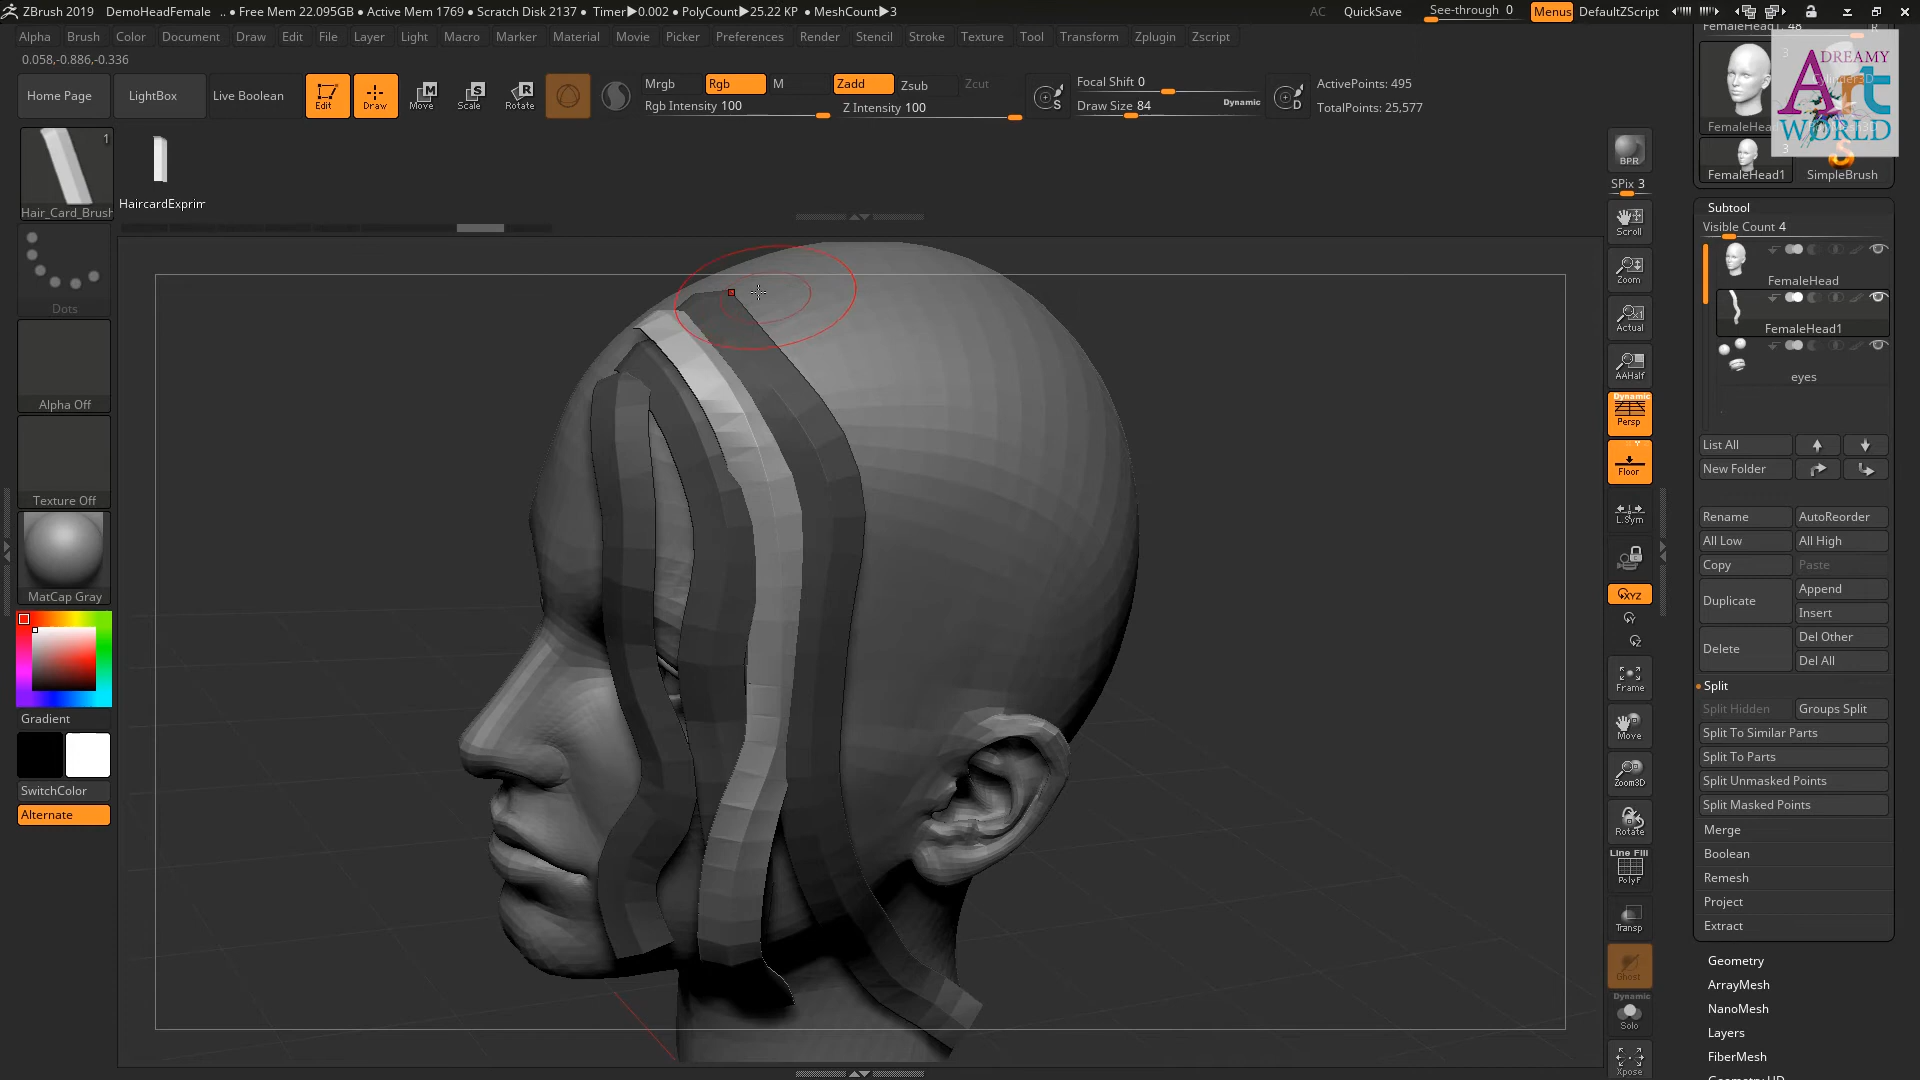 ZBrush 2019 DemoHeadFemale .. • Free Mem 22.095GB • Active Mem 1769 • Scratch Disk 2137 • Timer▶0.002 • PolyCount▶25.22 KP • MeshCount▶3 AC QuickSave See-through 0 Menus DefaultZScript
Alpha Brush Color Document Draw Edit File Layer Light Macro Marker Material Movie Picker Preferences Render Stencil Stroke Texture Tool Transform Zplugin Zscript
0.058,-0.886,-0.336
Home Page LightBox Live Boolean Edit Draw Move Scale Rotate
Mrgb Rgb M Zadd Zsub Zcut
Rgb Intensity 100 Z Intensity 100
Focal Shift 0
Draw Size 84 Dynamic
ActivePoints: 495
TotalPoints: 25,577
1
Hair_Card_Brush
HaircardExprim
Dots
Alpha Off
Texture Off
MatCap Gray
Gradient
SwitchColor
Alternate
BPR
SPix 3
Scroll
Zoom
Actual
AAHalf
Dynamic
Persp
Floor
L.Sym
XYZ
Y
Z
Frame
Move
Zoom3D
Rotate
Line Fill
PolyF
Transp
Ghost
Dynamic
Solo
Xpose
FemaleHead1. 48
R
DREAMY
Art
WORLD
3
FemaleHead1
SimpleBrush
Subtool
Visible Count 4
FemaleHead
FemaleHead1
eyes
List All
New Folder
Rename AutoReorder
All Low All High
Copy Paste
Duplicate Append
Insert
Delete Del Other
Del All
Split
Split Hidden Groups Split
Split To Similar Parts
Split To Parts
Split Unmasked Points
Split Masked Points
Merge
Boolean
Remesh
Project
Extract
Geometry
ArrayMesh
NanoMesh
Layers
FiberMesh
Geometry HD